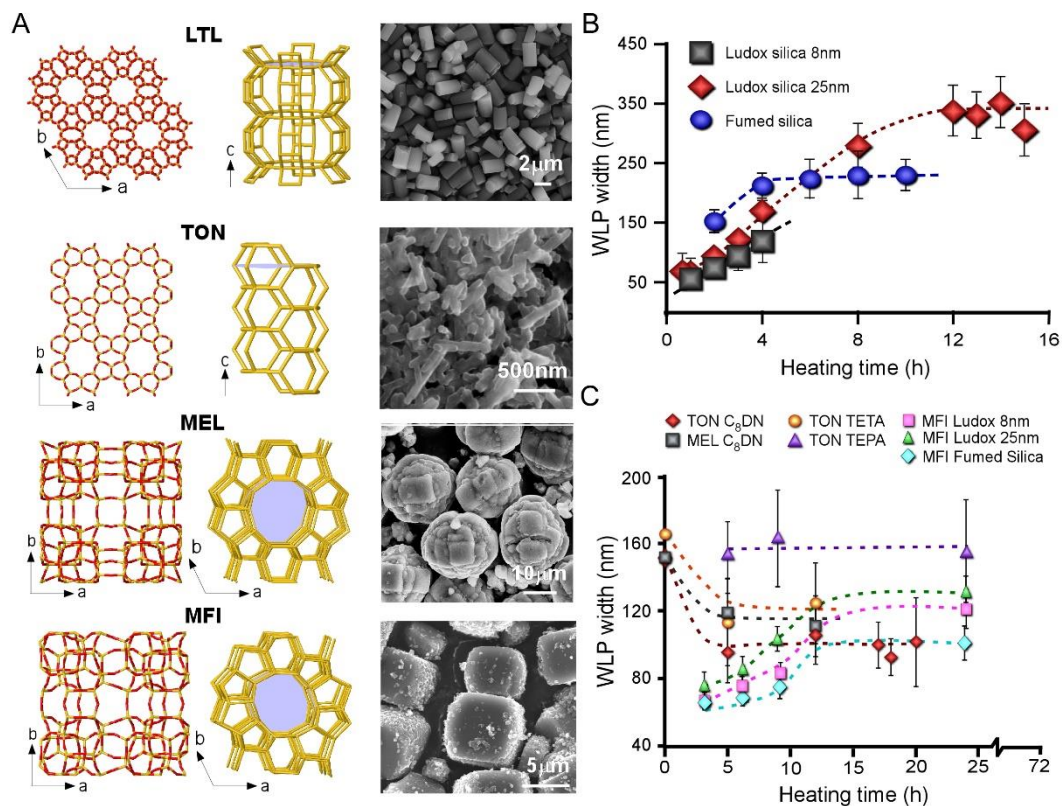 A
LTL
b
a
c
2μm
TON
b
a
c
500nm
MEL
b
a
b
a
10μm
MFI
b
a
b
a
5μm
B
450
350
250
150
50
WLP width (nm)
Ludox silica 8nm
Ludox silica 25nm
Fumed silica
0 4 8 12 16
Heating time (h)
C
TON C₈DN
MEL C₈DN
TON TETA
TON TEPA
MFI Ludox 8nm
MFI Ludox 25nm
MFI Fumed Silica
200
160
120
80
40
WLP width (nm)
0 5 10 15 20 25 72
Heating time (h)